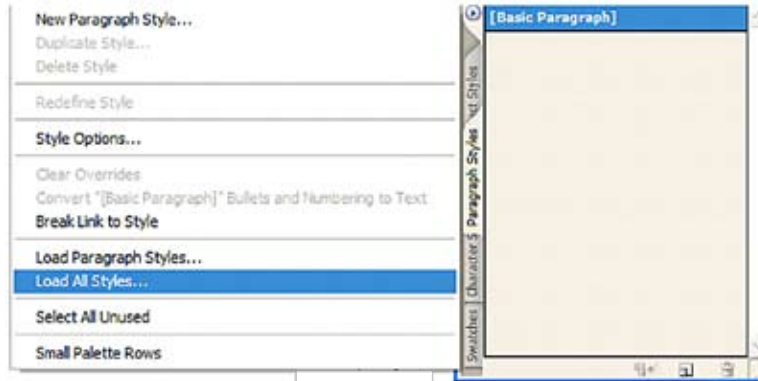 New Paragraph Style...
Duplicate Style...
Delete Style
Redefine Style
Style Options...
Clear Overrides
Convert "[Basic Paragraph]" Bullets and Numbering to Text
Break Link to Style
Load Paragraph Styles...
Load All Styles...
Select All Unused
Small Palette Rows
[Basic Paragraph]
ct Styles
Paragraph Styles
Character S
Swatches